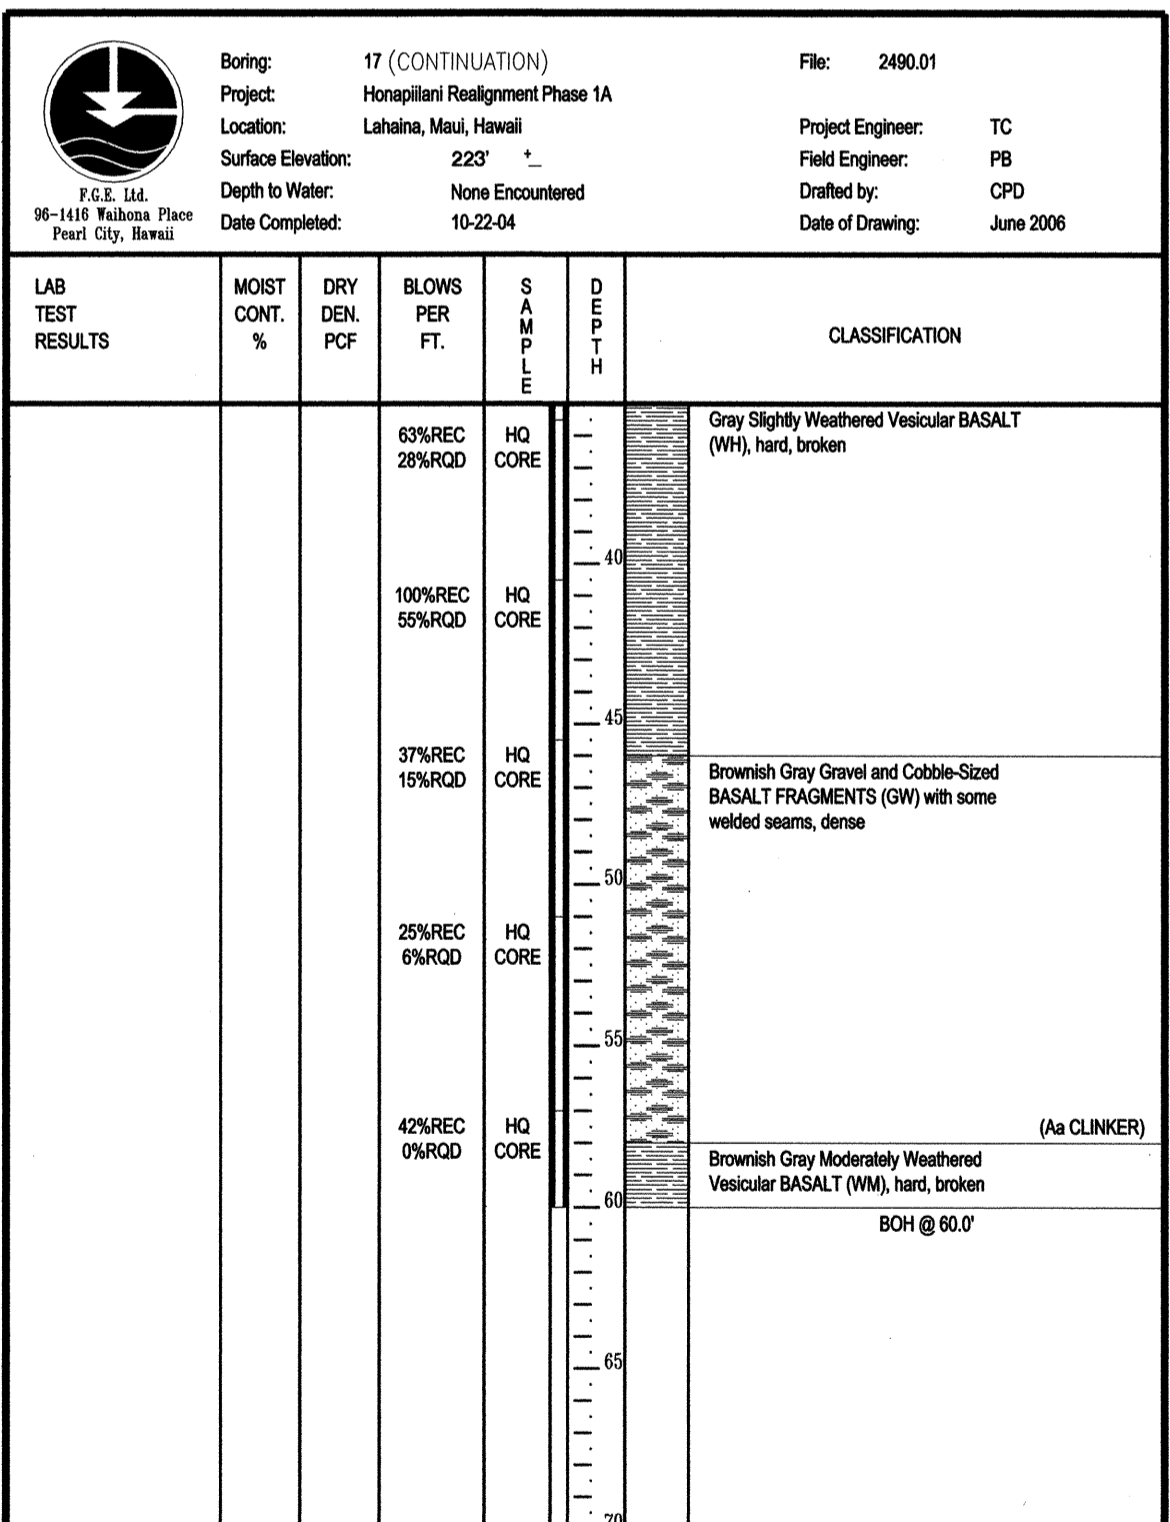 Boring: 17 (CONTINUATION) File: 2490.01
Project: Honapiilani Realignment Phase 1A
Location: Lahaina, Maui, Hawaii Project Engineer: TC
Surface Elevation: 223' +_ Field Engineer: PB
Depth to Water: None Encountered Drafted by: CPD
Date Completed: 10-22-04 Date of Drawing: June 2006
F.G.E. Ltd.
96-1416 Waihona Place
Pearl City, Hawaii
LAB
TEST
RESULTS
MOIST
CONT.
%
DRY
DEN.
PCF
BLOWS
PER
FT.
SAMPLE
DEPTH
CLASSIFICATION
Gray Slightly Weathered Vesicular BASALT
(WH), hard, broken
63%REC HQ
28%RQD CORE
40
100%REC HQ
55%RQD CORE
45
37%REC HQ
15%RQD CORE
Brownish Gray Gravel and Cobble-Sized
BASALT FRAGMENTS (GW) with some
welded seams, dense
50
25%REC HQ
6%RQD CORE
55
42%REC HQ
0%RQD CORE
(Aa CLINKER)
Brownish Gray Moderately Weathered
Vesicular BASALT (WM), hard, broken
60
BOH @ 60.0'
65
70